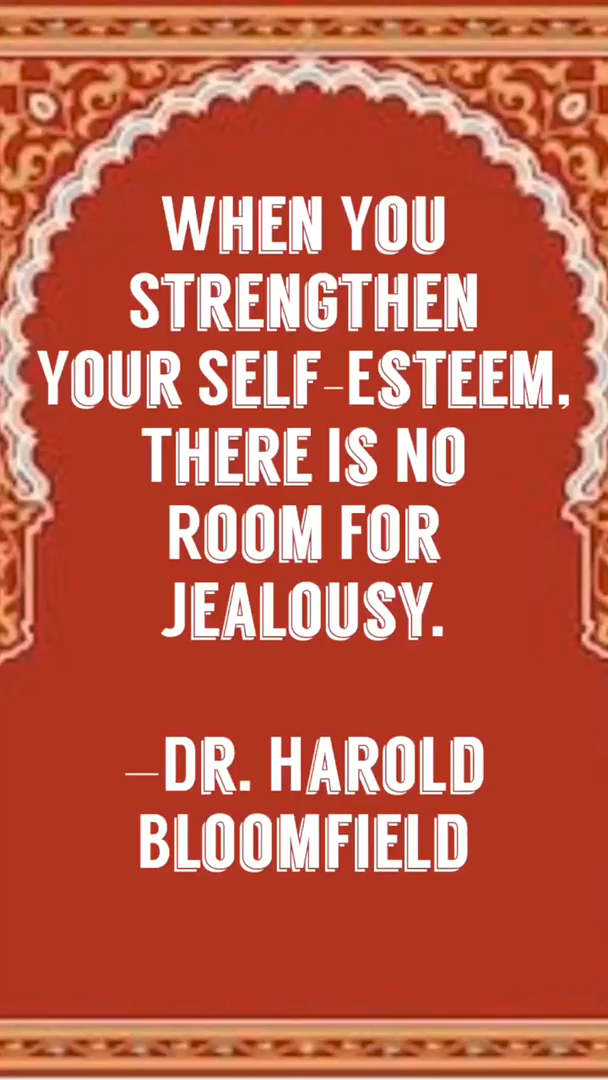 WHEN YOU
STRENGTHEN
YOUR SELF-ESTEEM,
THERE IS NO
ROOM FOR
JEALOUSY.
—DR. HAROLD
BLOOMFIELD